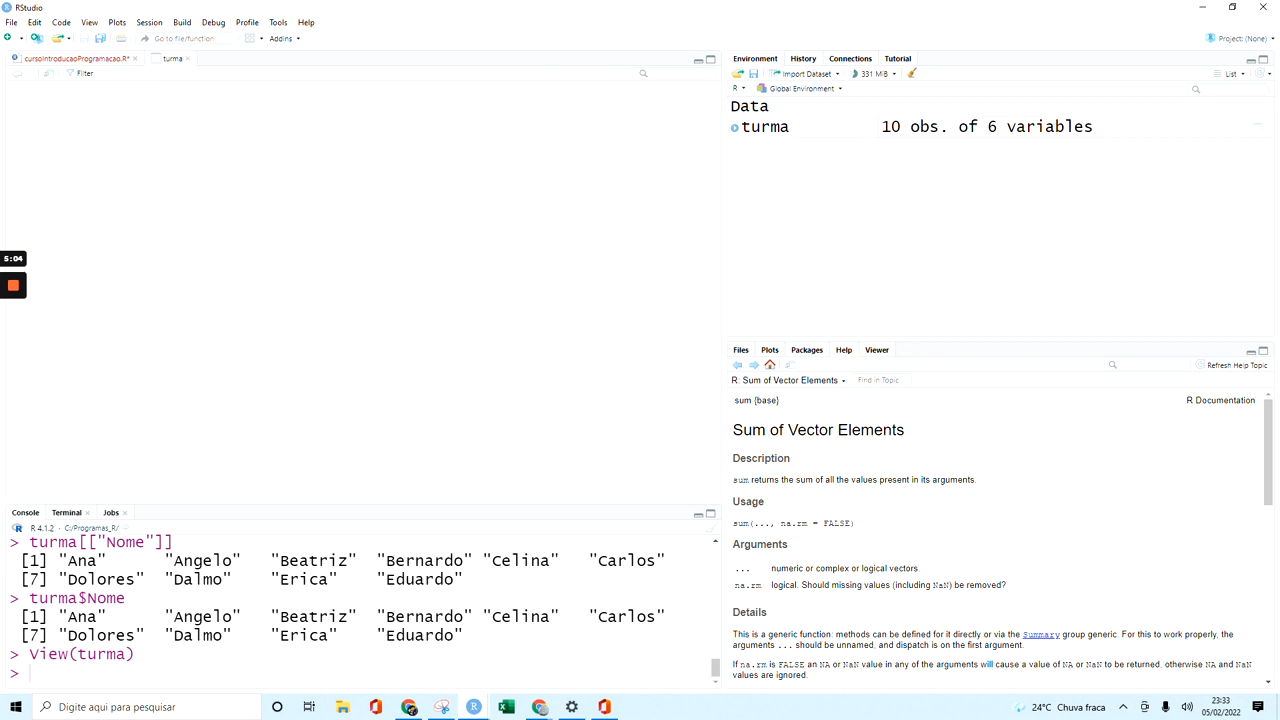 RStudio
File Edit Code View Plots Session Build Debug Profile Tools Help
Go to file/function Addins Project: (None)
cursoIntroducaoProgramacao.R* turma
Filter
5:04
Console Terminal Jobs
R 4.1.2 · C:/Programas_R/
> turma[["Nome"]]
[1] "Ana" "Angelo" "Beatriz" "Bernardo" "Celina" "Carlos"
[7] "Dolores" "Dalmo" "Erica" "Eduardo"
> turma$Nome
[1] "Ana" "Angelo" "Beatriz" "Bernardo" "Celina" "Carlos"
[7] "Dolores" "Dalmo" "Erica" "Eduardo"
> View(turma)
>
Environment History Connections Tutorial
Import Dataset 331 MiB List
R Global Environment
Data
turma 10 obs. of 6 variables
Files Plots Packages Help Viewer
Refresh Help Topic
R: Sum of Vector Elements Find in Topic
sum {base} R Documentation
Sum of Vector Elements
Description
sum returns the sum of all the values present in its arguments.
Usage
sum(..., na.rm = FALSE)
Arguments
... numeric or complex or logical vectors.
na.rm logical. Should missing values (including NaN) be removed?
Details
This is a generic function: methods can be defined for it directly or via the Summary group generic. For this to work properly, the
arguments ... should be unnamed, and dispatch is on the first argument.
If na.rm is FALSE an NA or NaN value in any of the arguments will cause a value of NA or NaN to be returned, otherwise NA and NaN
values are ignored.
Digite aqui para pesquisar
24°C Chuva fraca
23:33
05/02/2022